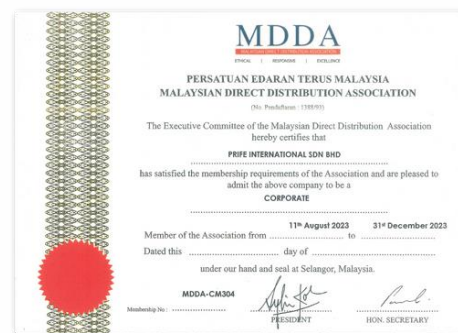 MDDA
MALAYSIAN DIRECT DISTRIBUTION ASSOCIATION
ETHICAL | RESPONSIVE | EXCELLENCE
PERSATUAN EDARAN TERUS MALAYSIA
MALAYSIAN DIRECT DISTRIBUTION ASSOCIATION
(No. Pendaftaran : 1395/93)
The Executive Committee of the Malaysian Direct Distribution Association
hereby certifies that
PRIFE INTERNATIONAL SDN BHD
has satisfied the membership requirements of the Association and are pleased to
admit the above company to be a
CORPORATE
Member of the Association from 11th August 2023 to 31st December 2023
Dated this day of
under our hand and seal at Selangor, Malaysia.
Membership No : MDDA-CM304
PRESIDENT HON. SECRETARY